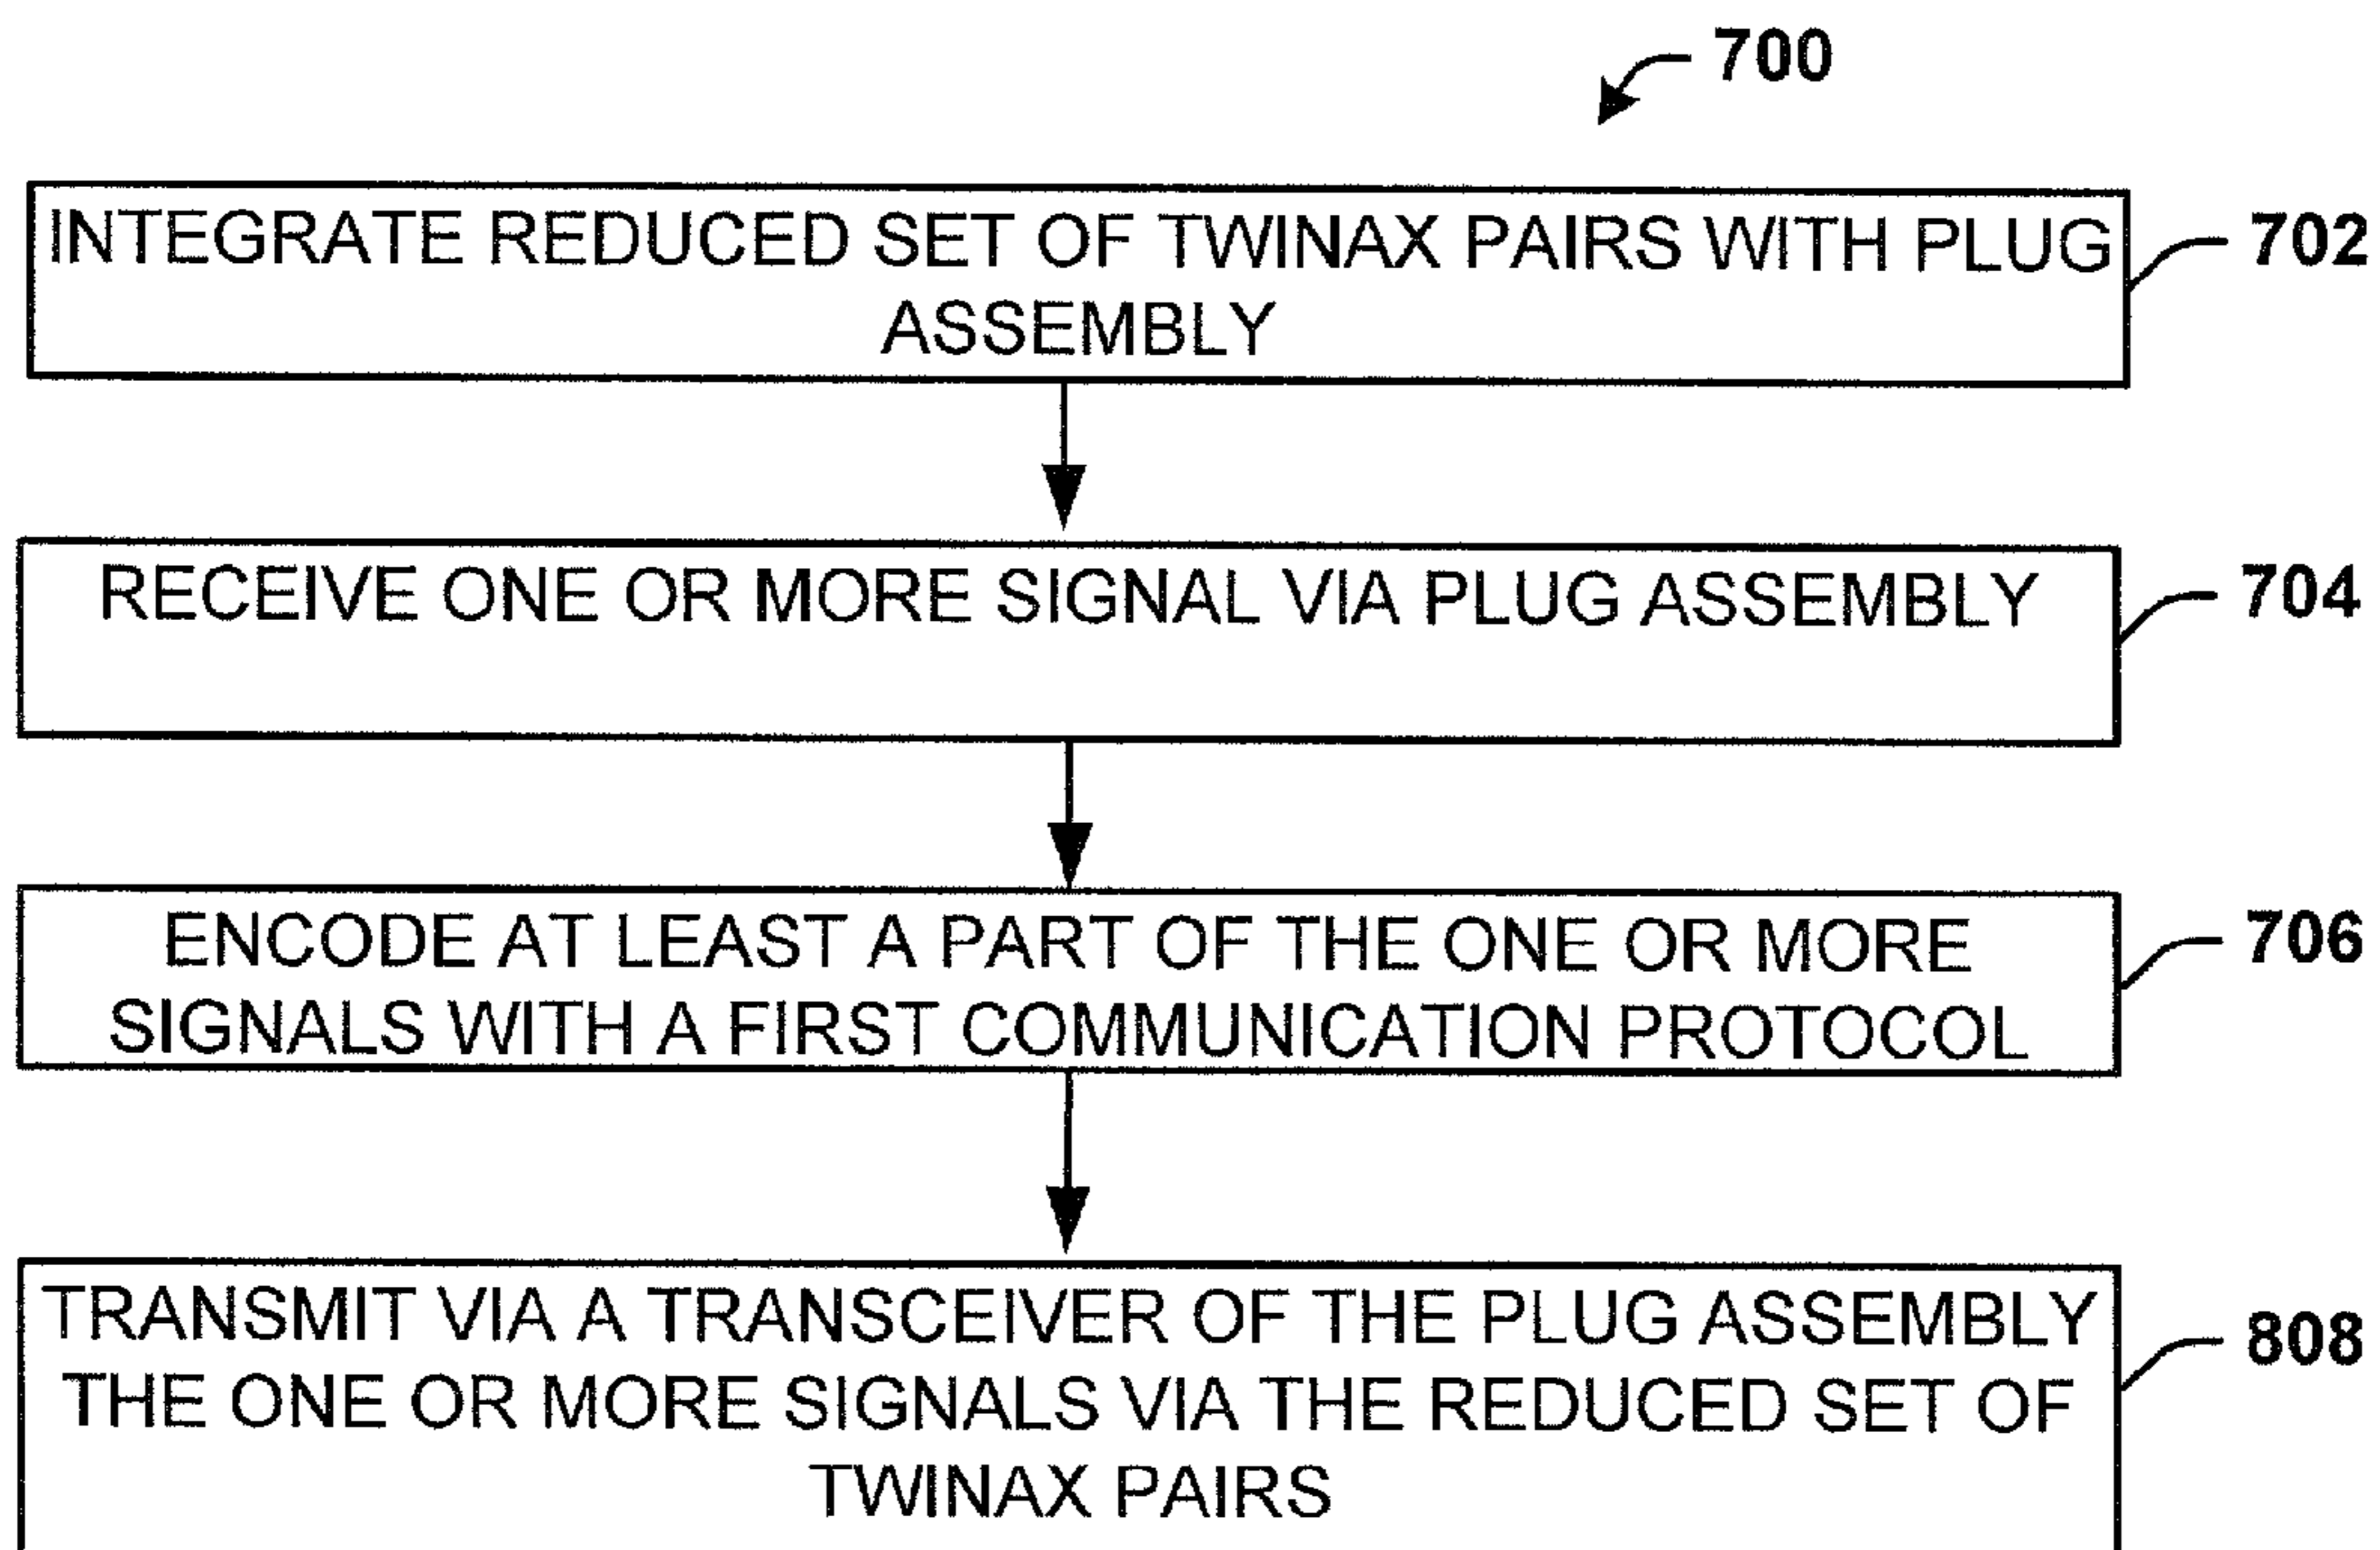 700
INTEGRATE REDUCED SET OF TWINAX PAIRS WITH PLUG
ASSEMBLY
702
RECEIVE ONE OR MORE SIGNAL VIA PLUG ASSEMBLY
704
ENCODE AT LEAST A PART OF THE ONE OR MORE
SIGNALS WITH A FIRST COMMUNICATION PROTOCOL
706
TRANSMIT VIA A TRANSCEIVER OF THE PLUG ASSEMBLY
THE ONE OR MORE SIGNALS VIA THE REDUCED SET OF
TWINAX PAIRS
808